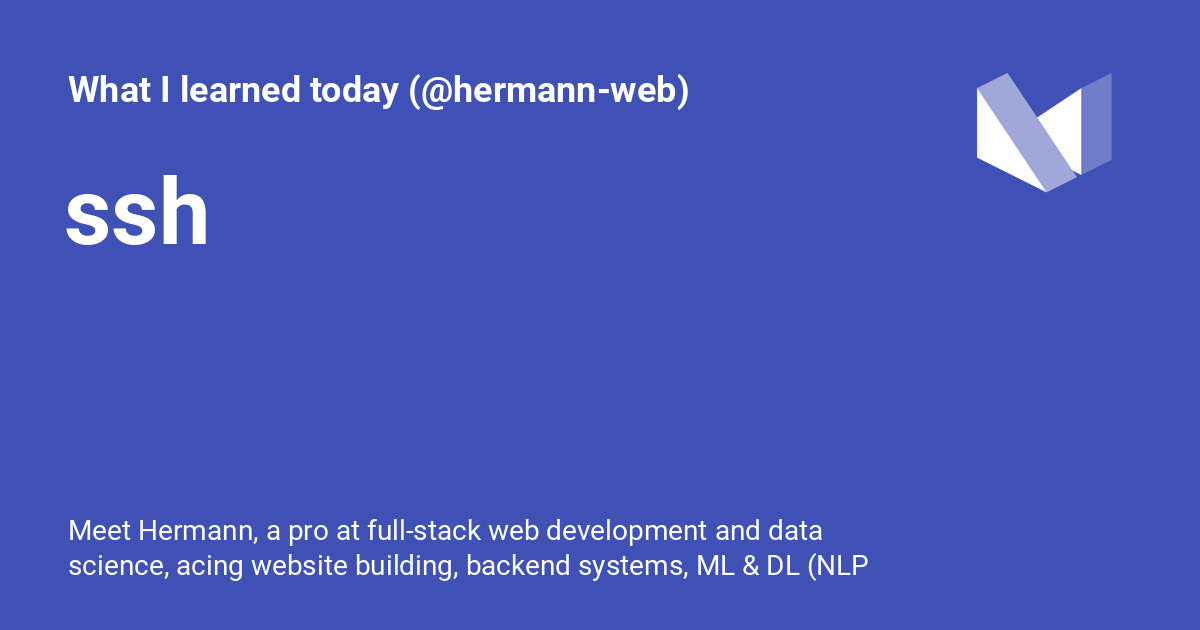 What I learned today (@hermann-web)
ssh
Meet Hermann, a pro at full-stack web development and data
science, acing website building, backend systems, ML & DL (NLP